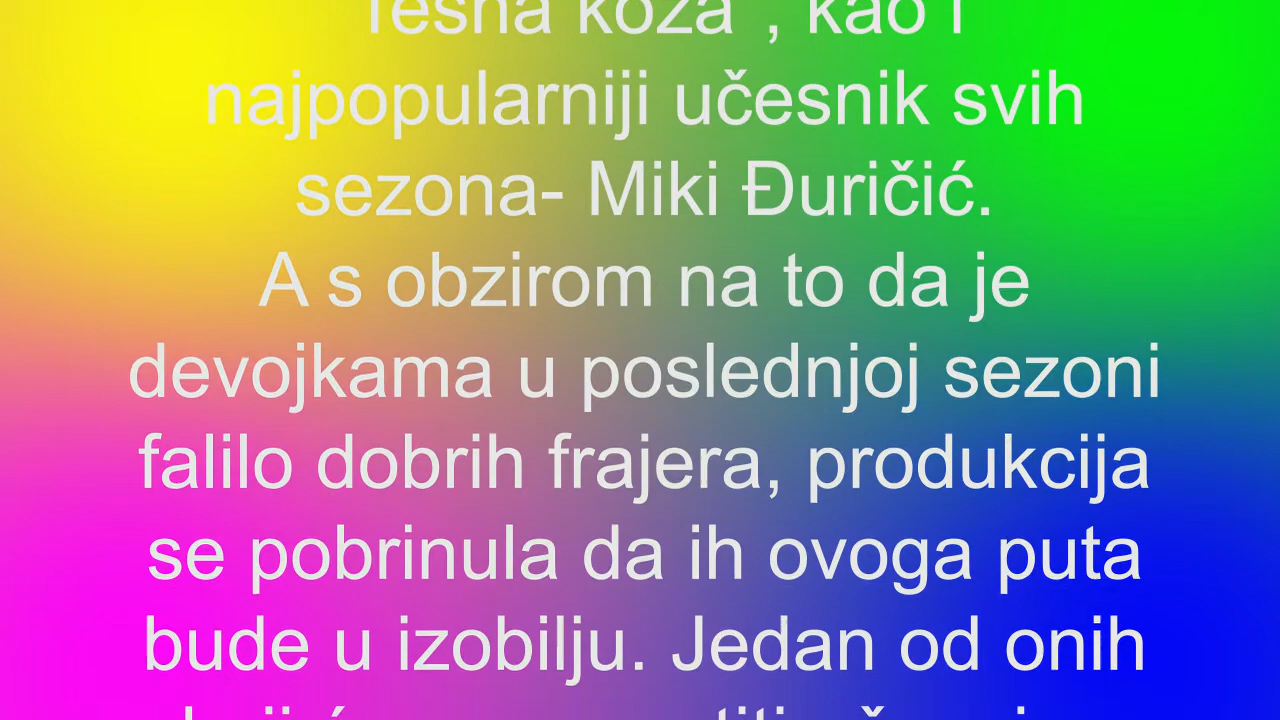 Tesna koža", kao i
najpopularniji učesnik svih
sezona- Miki Đuričić.
A s obzirom na to da je
devojkama u poslednjoj sezoni
falilo dobrih frajera, produkcija
se pobrinula da ih ovoga puta
bude u izobilju. Jedan od onih